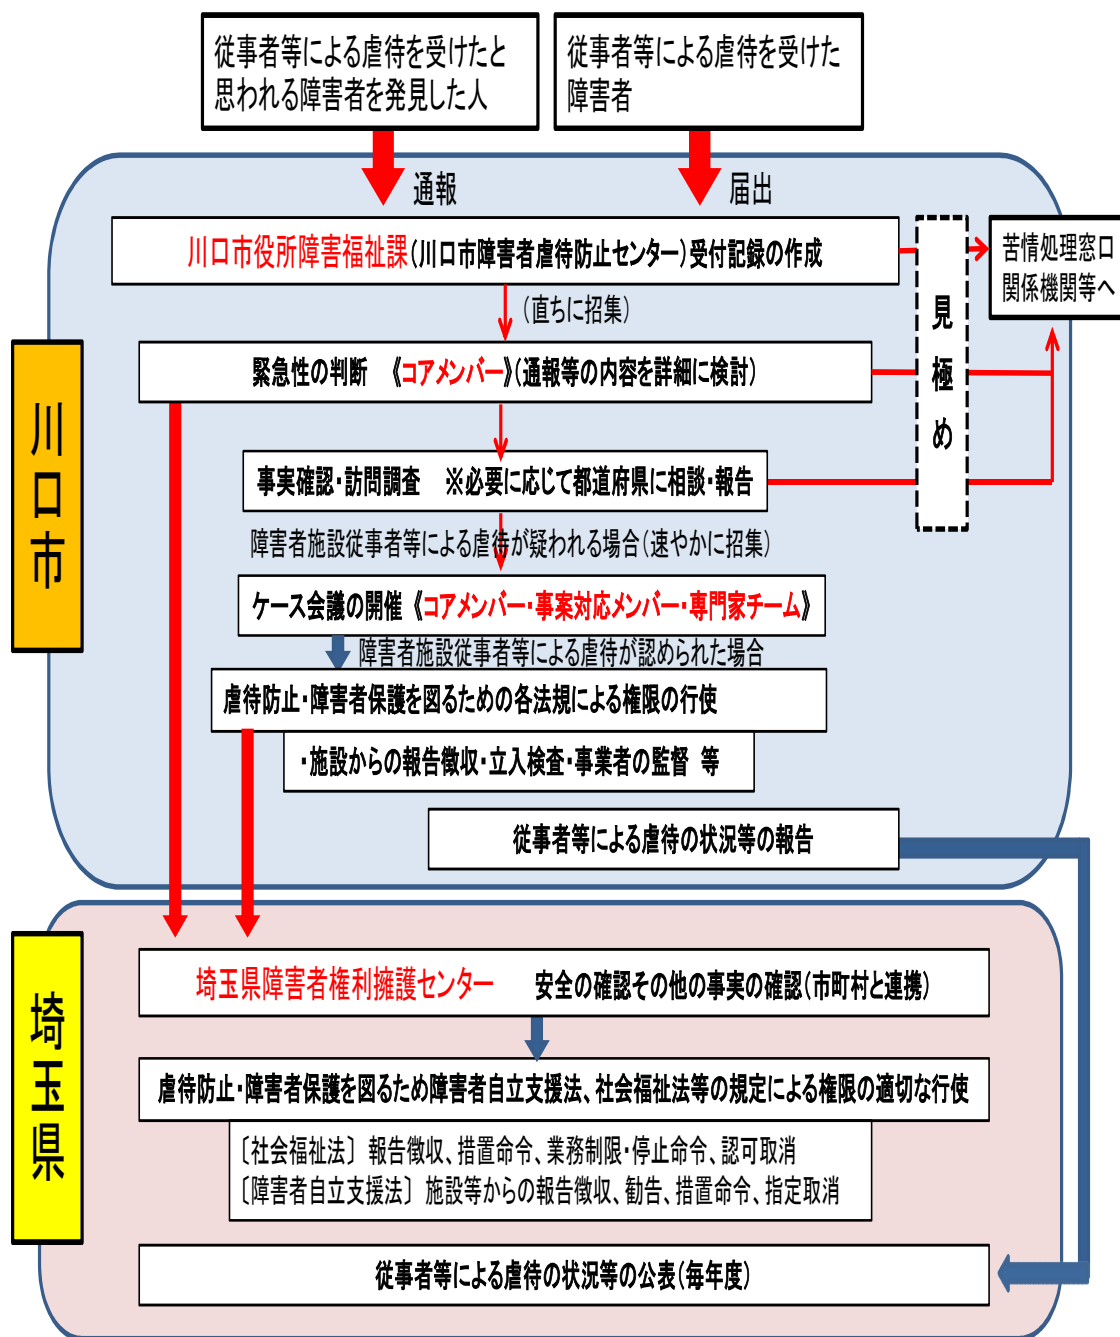 従事者等による虐待を受けたと
思われる障害者を発見した人
従事者等による虐待を受けた
障害者
通報
届出
川口市役所障害福祉課(川口市障害者虐待防止センター)受付記録の作成
苦情処理窓口
関係機関等へ
見極め
(直ちに招集)
緊急性の判断 《コアメンバー》(通報等の内容を詳細に検討)
川口市
事実確認・訪問調査 ※必要に応じて都道府県に相談・報告
障害者施設従事者等による虐待が疑われる場合(速やかに招集)
ケース会議の開催《コアメンバー・事案対応メンバー・専門家チーム》
障害者施設従事者等による虐待が認められた場合
虐待防止・障害者保護を図るための各法規による権限の行使
・施設からの報告徴収・立入検査・事業者の監督 等
従事者等による虐待の状況等の報告
埼玉県
埼玉県障害者権利擁護センター 安全の確認その他の事実の確認(市町村と連携)
虐待防止・障害者保護を図るため障害者自立支援法、社会福祉法等の規定による権限の適切な行使
〔社会福祉法〕報告徴収、措置命令、業務制限・停止命令、認可取消
〔障害者自立支援法〕施設等からの報告徴収、勧告、措置命令、指定取消
従事者等による虐待の状況等の公表(毎年度)